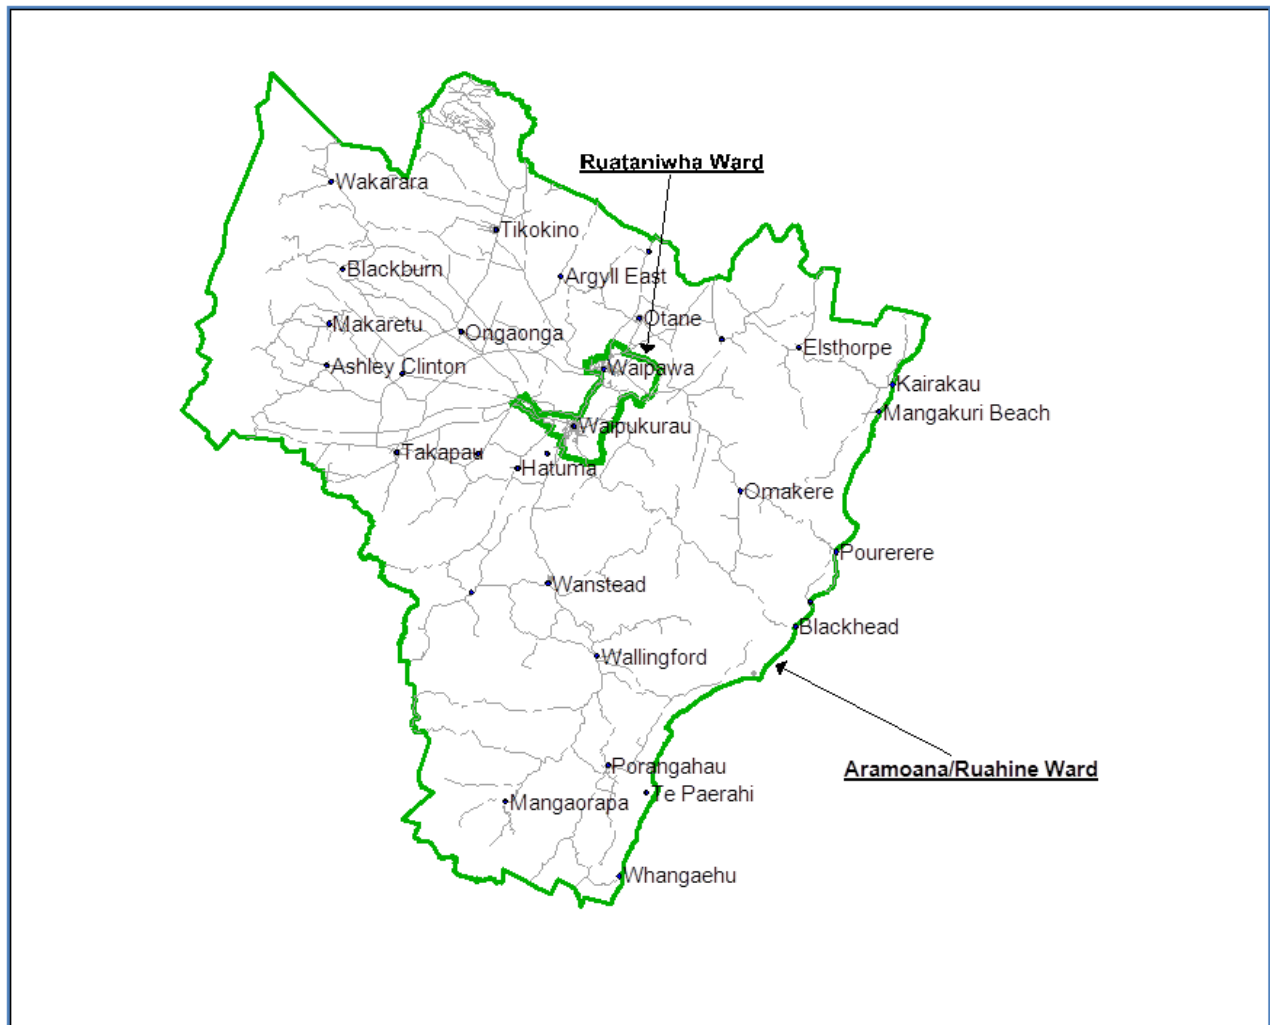 Ruataniwha Ward
Wakarara
Tikokino
Blackburn
Argyll East
Otane
Makaretu
Ongaonga
Elsthorpe
Ashley Clinton
Waipawa
Kairakau
Mangakuri Beach
Waipukurau
Takapau
Hatuma
Omakere
Pourerere
Wanstead
Blackhead
Wallingford
Porangahau
Aramoana/Ruahine Ward
Te Paerahi
Mangaorapa
Whangaehu